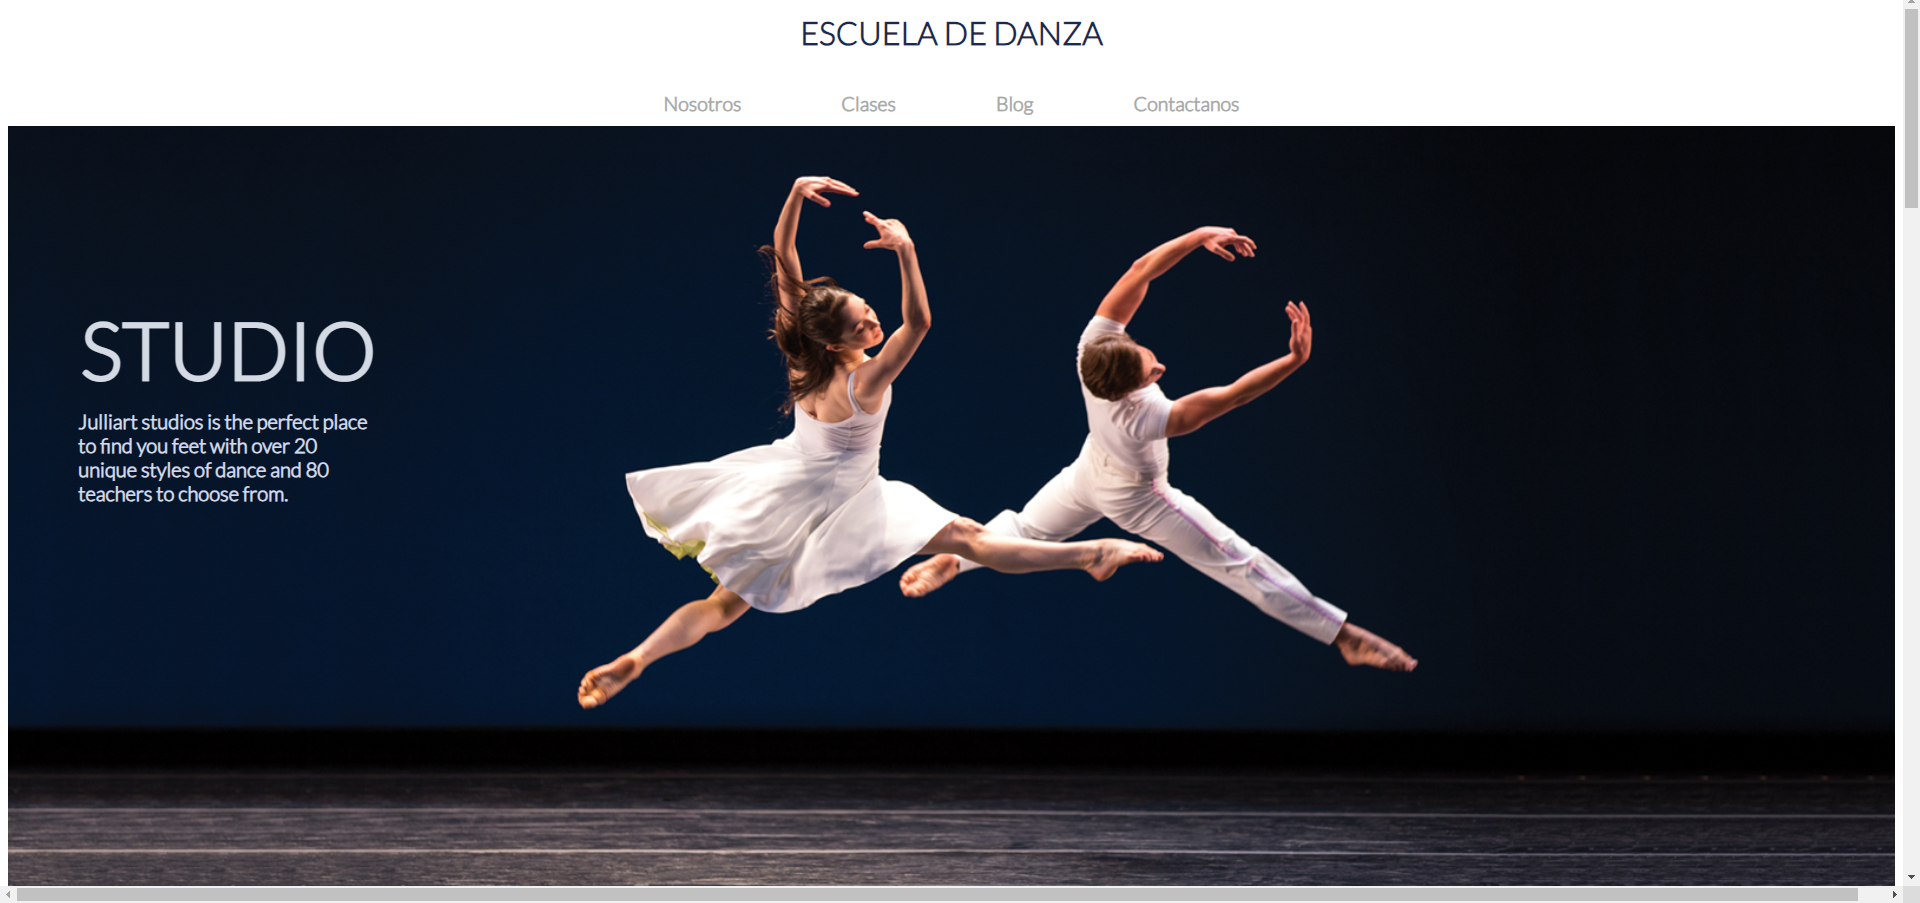 ESCUELA DE DANZA
Nosotros Clases Blog Contactanos
STUDIO
Julliart studios is the perfect place
to find you feet with over 20
unique styles of dance and 80
teachers to choose from.